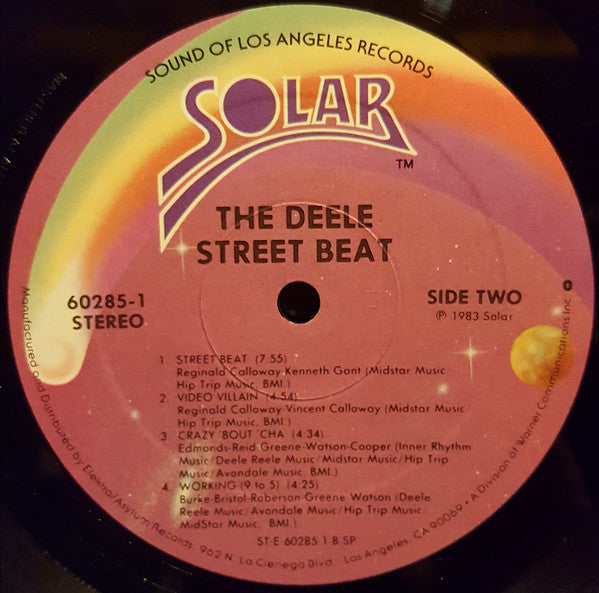 SOUND OF LOS ANGELES RECORDS
SOLAR
TM
THE DEELE
STREET BEAT
60285-1
STEREO
SIDE TWO
℗ 1983 Solar
1. STREET BEAT (7:55)
Reginald Calloway-Kenneth Gant (Midstar Music
Hip Trip Music, BMI.)
2. VIDEO VILLAIN (4:54)
Reginald Calloway-Vincent Calloway (Midstar Music/
Hip Trip Music, BMI.)
3. CRAZY 'BOUT 'CHA (4:34)
Edmonds-Reid-Greene-Watson-Cooper (Inner Rhythm
Music/Deele Reele Music/Midstar Music/Hip Trip
Music/Avondale Music, BMI.)
4. WORKING (9 to 5) (4:25)
Burke-Bristol-Roberson-Greene-Watson (Deele
Reele Music/Avondale Music/Hip Trip Music/
MidStar Music, BMI.)
ST-E-60285-1-B-SP
Manufactured and Distributed by Elektra/Asylum Records, 962 N. La Cienega Blvd. Los Angeles, CA 90069 • A Division of Warner Communications Inc.